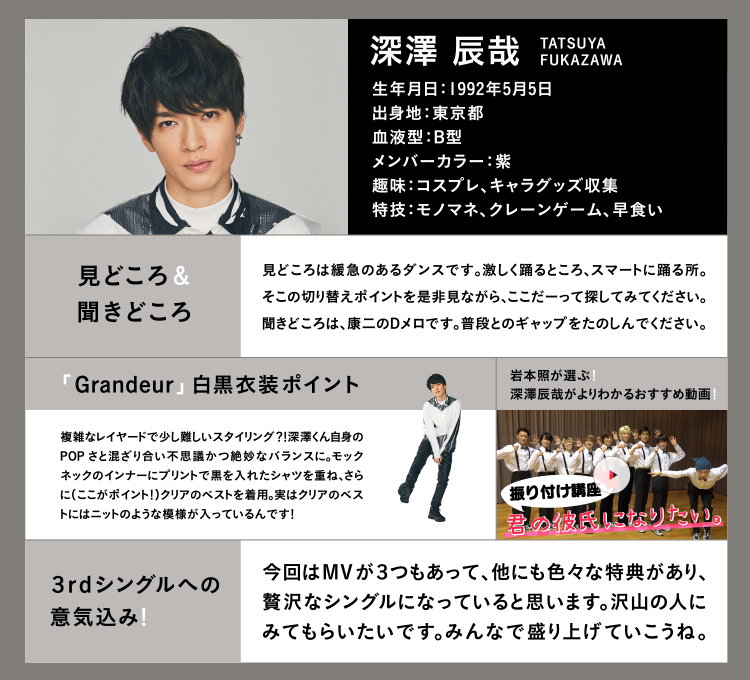 深澤 辰哉 TATSUYA FUKAZAWA
生年月日：1992年5月5日
出身地：東京都
血液型：B型
メンバーカラー：紫
趣味：コスプレ、キャラグッズ収集
特技：モノマネ、クレーンゲーム、早食い
見どころ&
聞きどころ
見どころは緩急のあるダンスです。激しく踊るところ、スマートに踊る所。
そこの切り替えポイントを是非見ながら、ここだーって探してみてください。
聞きどころは、康二のDメロです。普段とのギャップをたのしんでください。
『Grandeur』白黒衣装ポイント
複雑なレイヤードで少し難しいスタイリング？！深澤くん自身の
POPさと混ざり合い不思議かつ絶妙なバランスに。モック
ネックのインナーにプリントで黒を入れたシャツを重ね、さら
に（ここがポイント！）クリアのベストを着用。実はクリアのベス
トにはニットのような模様が入っているんです！
岩本照が選ぶ！
深澤辰哉がよりわかるおすすめ動画！
振り付け講座
君の彼氏になりたい。
3rdシングルへの
意気込み！
今回はMVが3つもあって、他にも色々な特典があり、
贅沢なシングルになっていると思います。沢山の人に
みてもらいたいです。みんなで盛り上げていこうね。